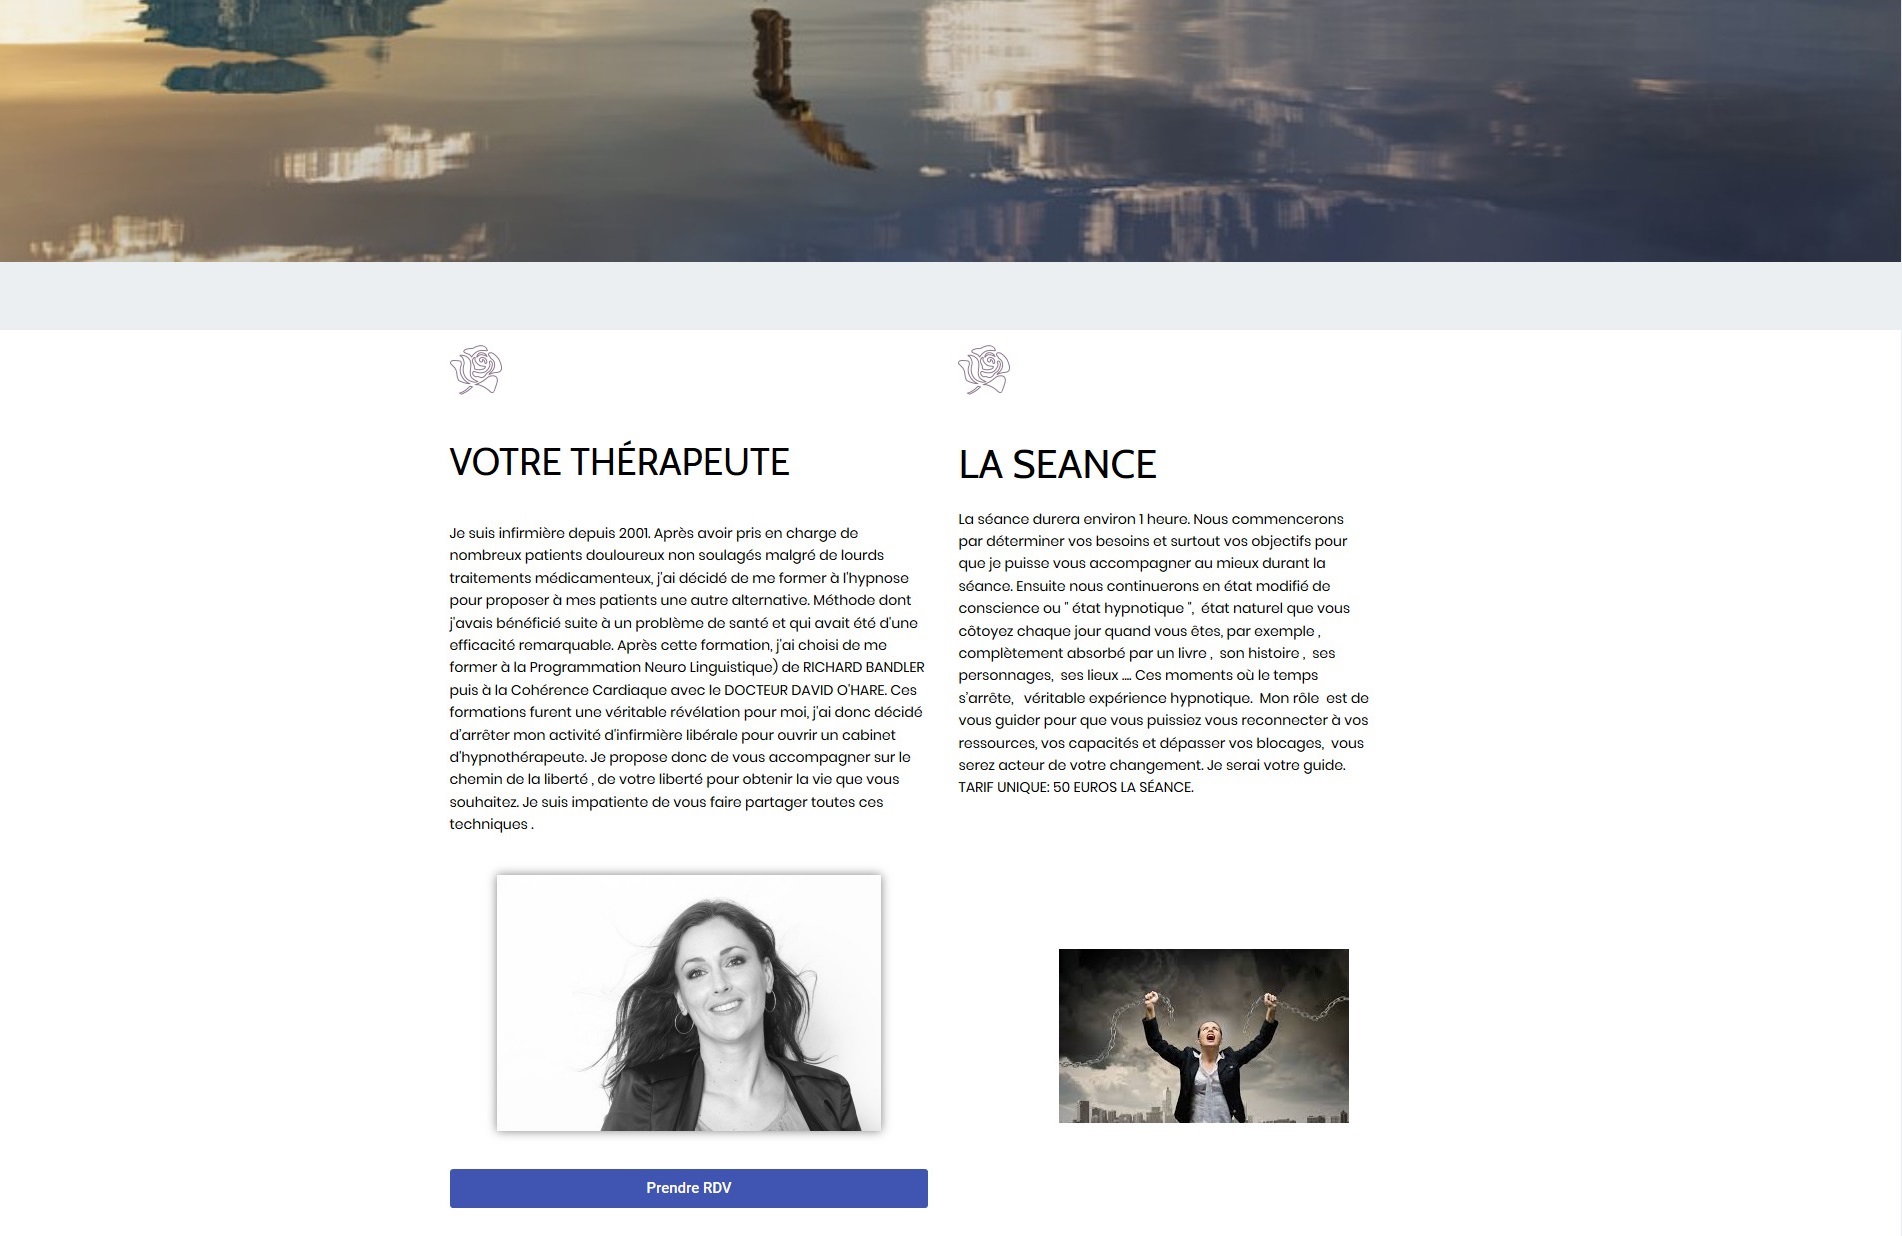 VOTRE THÉRAPEUTE
Je suis infirmière depuis 2001. Après avoir pris en charge de
nombreux patients douloureux non soulagés malgré de lourds
traitements médicamenteux, j'ai décidé de me former à l'hypnose
pour proposer à mes patients une autre alternative. Méthode dont
j'avais bénéficié suite à un problème de santé et qui avait été d'une
efficacité remarquable. Après cette formation, j'ai choisi de me
former à la Programmation Neuro Linguistique) de RICHARD BANDLER
puis à la Cohérence Cardiaque avec le DOCTEUR DAVID O'HARE. Ces
formations furent une véritable révélation pour moi, j'ai donc décidé
d'arrêter mon activité d'infirmière libérale pour ouvrir un cabinet
d'hypnothérapeute. Je propose donc de vous accompagner sur le
chemin de la liberté , de votre liberté pour obtenir la vie que vous
souhaitez. Je suis impatiente de vous faire partager toutes ces
techniques .
Prendre RDV
LA SEANCE
La séance durera environ 1 heure. Nous commencerons
par déterminer vos besoins et surtout vos objectifs pour
que je puisse vous accompagner au mieux durant la
séance. Ensuite nous continuerons en état modifié de
conscience ou " état hypnotique ",  état naturel que vous
côtoyez chaque jour quand vous êtes, par exemple ,
complètement absorbé par un livre ,  son histoire ,  ses
personnages,  ses lieux .... Ces moments où le temps
s'arrête,   véritable expérience hypnotique.  Mon rôle  est de
vous guider pour que vous puissiez vous reconnecter à vos
ressources, vos capacités et dépasser vos blocages,  vous
serez acteur de votre changement. Je serai votre guide.
TARIF UNIQUE: 50 EUROS LA SÉANCE.